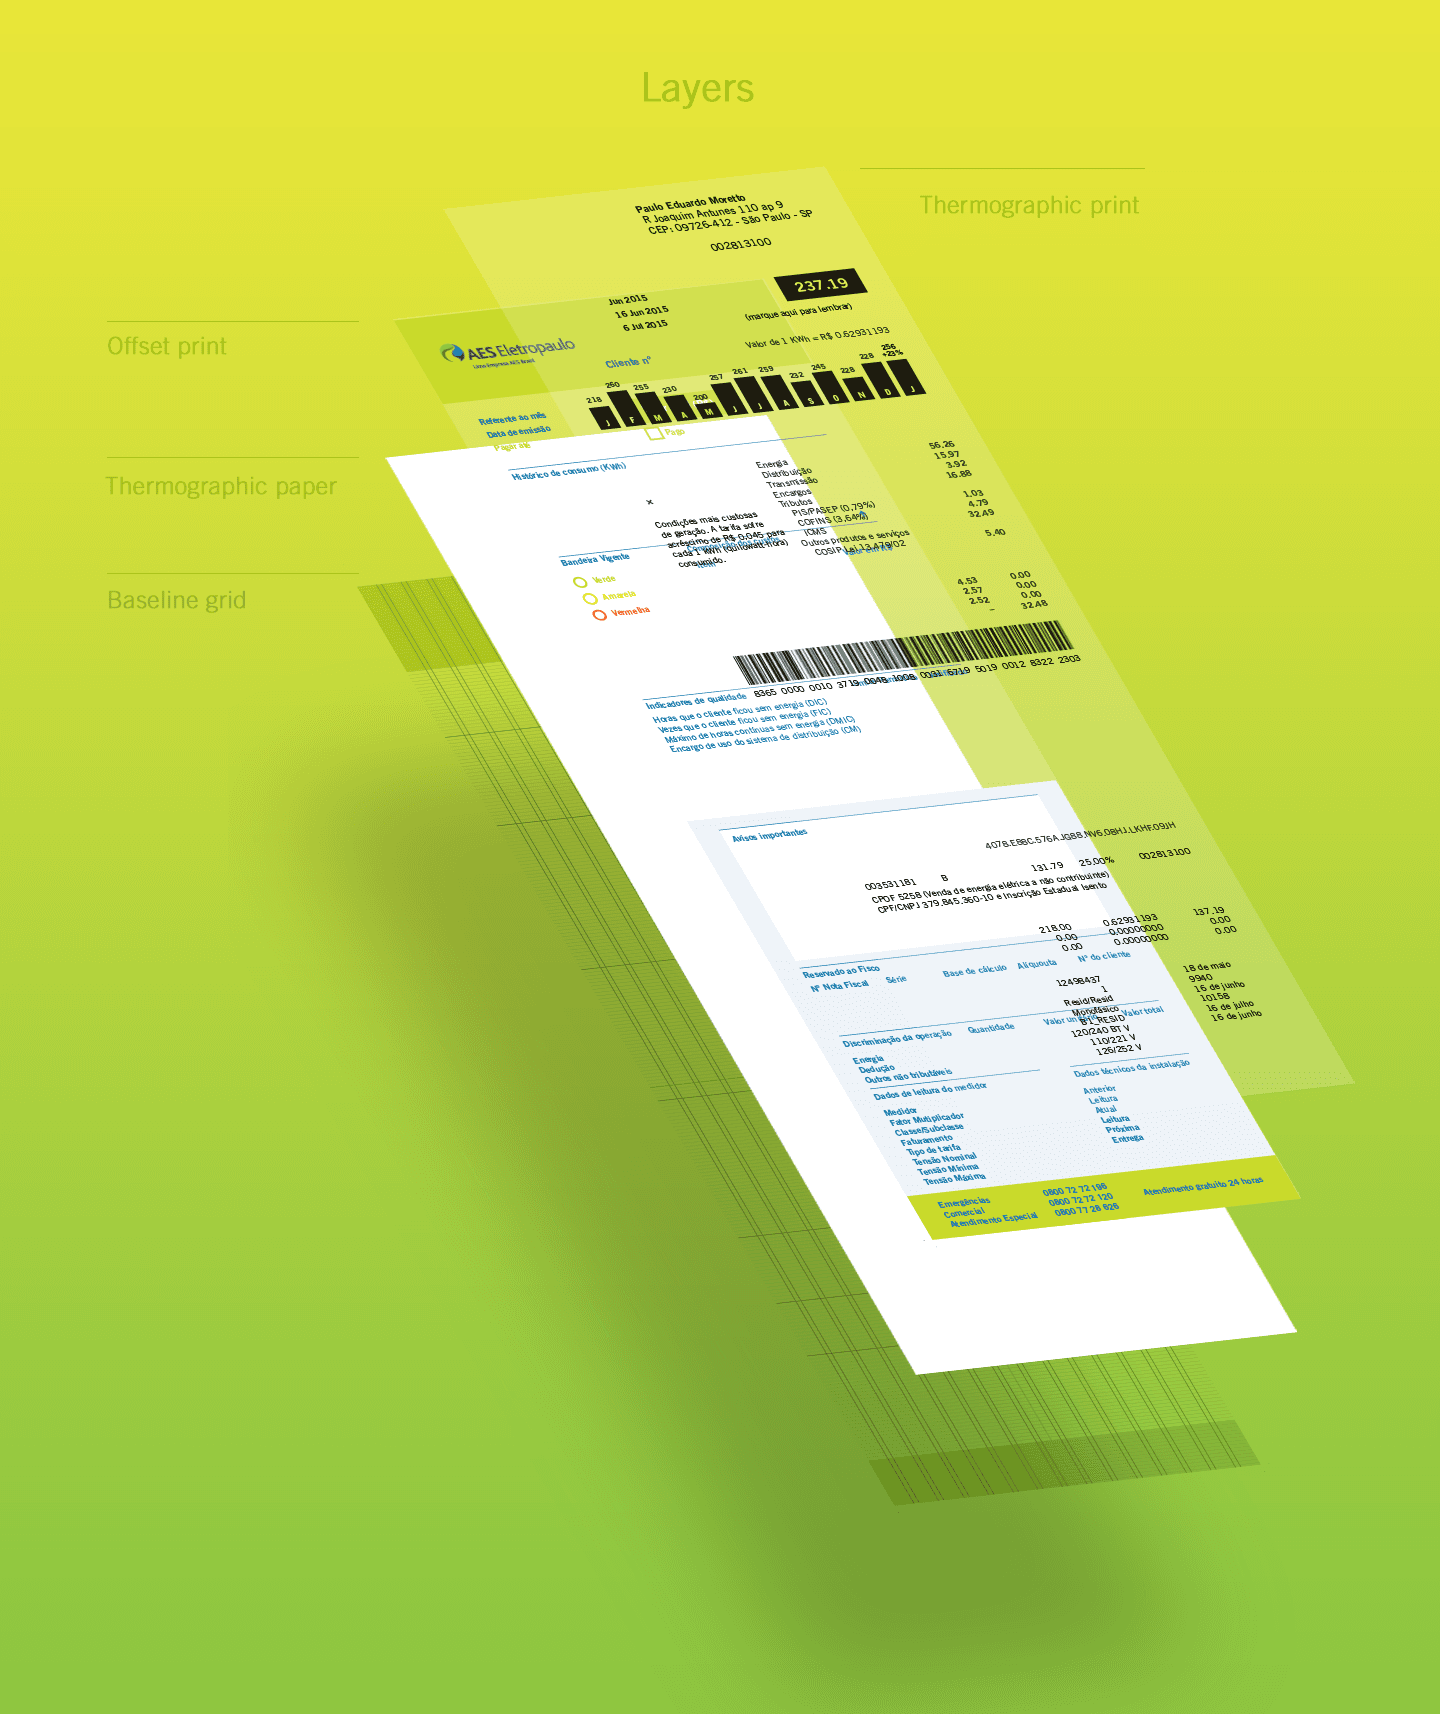 Layers
Thermographic print
Offset print
Thermographic paper
Baseline grid
Paulo Eduardo Moretto
R Joaquim Antunes 110 ap 9
CEP: 09726-412 - São Paulo - SP
002813100
237.19
Jun 2015
16 Jun 2015
6 Jul 2015
(marque aqui para lembrar)
Valor de 1 KWh = R$ 0.62931193
AES Eletropaulo
Uma Empresa AES Brasil
Cliente nº
218 260 255 230 200 257 261 259 232 245 228 228 256
+23%
J F M A M J J A S O N D J
Referente ao mês
Data de emissão
Pagar até
Pago
Histórico de consumo (KWh)
×
Condições mais custosas
de geração. A tarifa sofre
acréscimo de R$ 0.045 para
cada 1 KWh (quilowatt-hora)
consumido.
Energia 56.26
Distribuição 15.97
Transmissão 3.92
Encargos 16.88
Tributos
PIS/PASEP (0,79%) 1.03
COFINS (3,64%) 4.79
ICMS 32.49
Outros produtos e serviços
COSIP Lei 13.479/02 5.40
Bandeira Vigente
Verde
Amarela
Vermelha
Valor em R$
4.53 0.00
2.57 0.00
2.52 0.00
– 32.48
8365 0000 0010 3719 0048 1008 0031 6719 5019 0012 8322 2303
Indicadores de qualidade
Horas que o cliente ficou sem energia (DIC)
Vezes que o cliente ficou sem energia (FIC)
Máximo de horas contínuas sem energia (DMIC)
Encargo de uso do sistema de distribuição (CM)
Avisos importantes
407B.E88C.576A.JGBB.NV6.08HJ.LKHF.09JH
003531181 B 131.79 25.00% 002813100
CPOF 5258 (Venda de energia elétrica a não contribuinte)
CPF/CNPJ 379.845.360-10 e Inscrição Estadual Isento
218.00 0.62931193 137.19
0.00 0.00000000 0.00
0.00 0.00000000 0.00
Reservado ao Fisco
Nº Nota Fiscal Série Base de cálculo Alíquouta Nº do cliente
12498437
1
Resid/Resid
Monofásico
B1_RESID
120/240 BT V
110/221 V
126/252 V
18 de maio
9940
16 de junho
10158
16 de julho
16 de junho
Discriminação da operação Quantidade Valor total
Energia
Dedução
Outros não tributáveis
Dados de leitura do medidor
Medidor
Fator Mutiplicador
Classe/Subclasse
Faturamento
Tipo de tarifa
Tensão Nominal
Tensão Mínima
Tensão Máxima
Dados técnicos da instalação
Anterior
Leitura
Atual
Leitura
Próxima
Entrega
Emergências 0800 72 72 196 Atendimento gratuito 24 horas
Comercial 0800 72 72 120
Atendimento Especial 0800 77 28 626